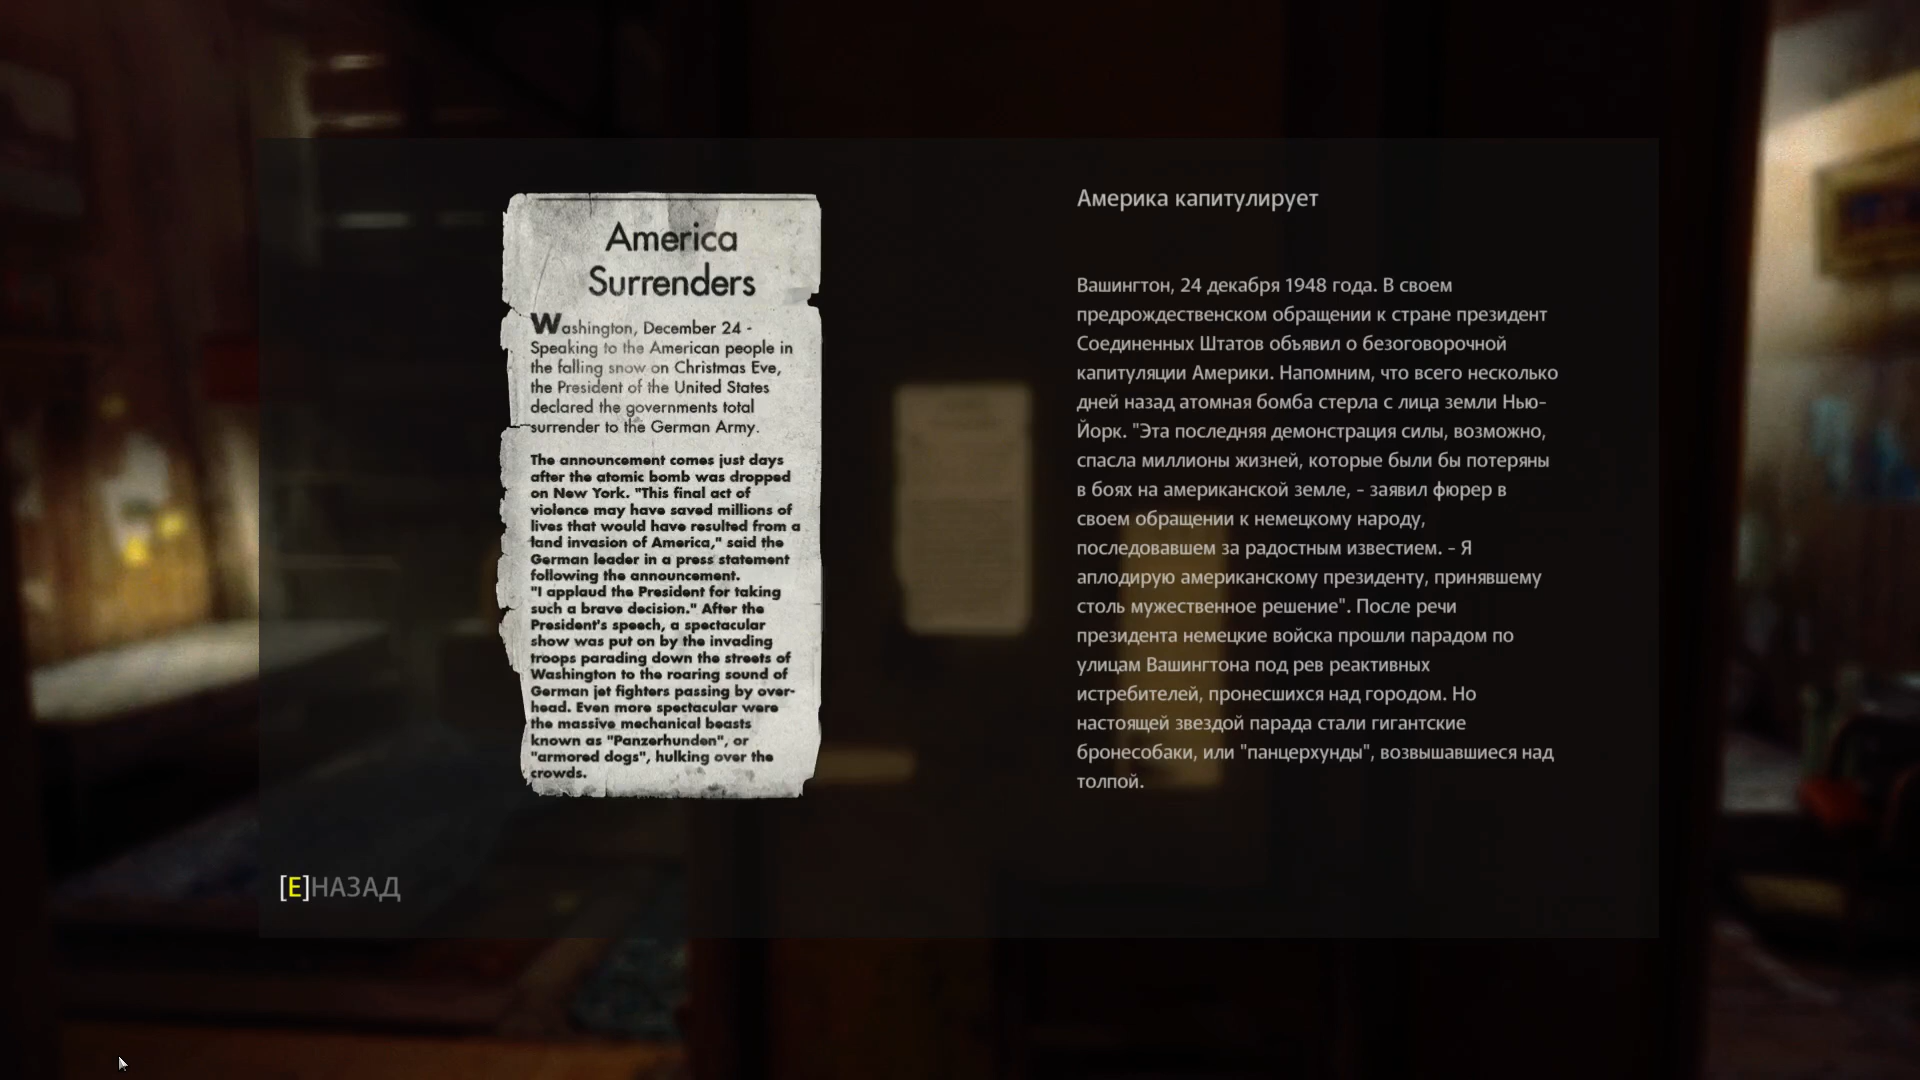 America
Surrenders
Washington, December 24 -
Speaking to the American people in
the falling snow on Christmas Eve,
the President of the United States
declared the governments total
surrender to the German Army.
The announcement comes just days
after the atomic bomb was dropped
on New York. "This final act of
violence may have saved millions of
lives that would have resulted from a
land invasion of America," said the
German leader in a press statement
following the announcement.
"I applaud the President for taking
such a brave decision." After the
President's speech, a spectacular
show was put on by the invading
troops parading down the streets of
Washington to the roaring sound of
German jet fighters passing by over-
head. Even more spectacular were
the massive mechanical beasts
known as "Panzerhunden", or
"armored dogs", hulking over the
crowds.
Америка капитулирует
Вашингтон, 24 декабря 1948 года. В своем
предрождественском обращении к стране президент
Соединенных Штатов объявил о безоговорочной
капитуляции Америки. Напомним, что всего несколько
дней назад атомная бомба стерла с лица земли Нью-
Йорк. "Эта последняя демонстрация силы, возможно,
спасла миллионы жизней, которые были бы потеряны
в боях на американской земле, - заявил фюрер в
своем обращении к немецкому народу,
последовавшем за радостным известием. - Я
аплодирую американскому президенту, принявшему
столь мужественное решение". После речи
президента немецкие войска прошли парадом по
улицам Вашингтона под рев реактивных
истребителей, пронесшихся над городом. Но
настоящей звездой парада стали гигантские
бронесобаки, или "панцерхунды", возвышавшиеся над
толпой.
[E]НАЗАД